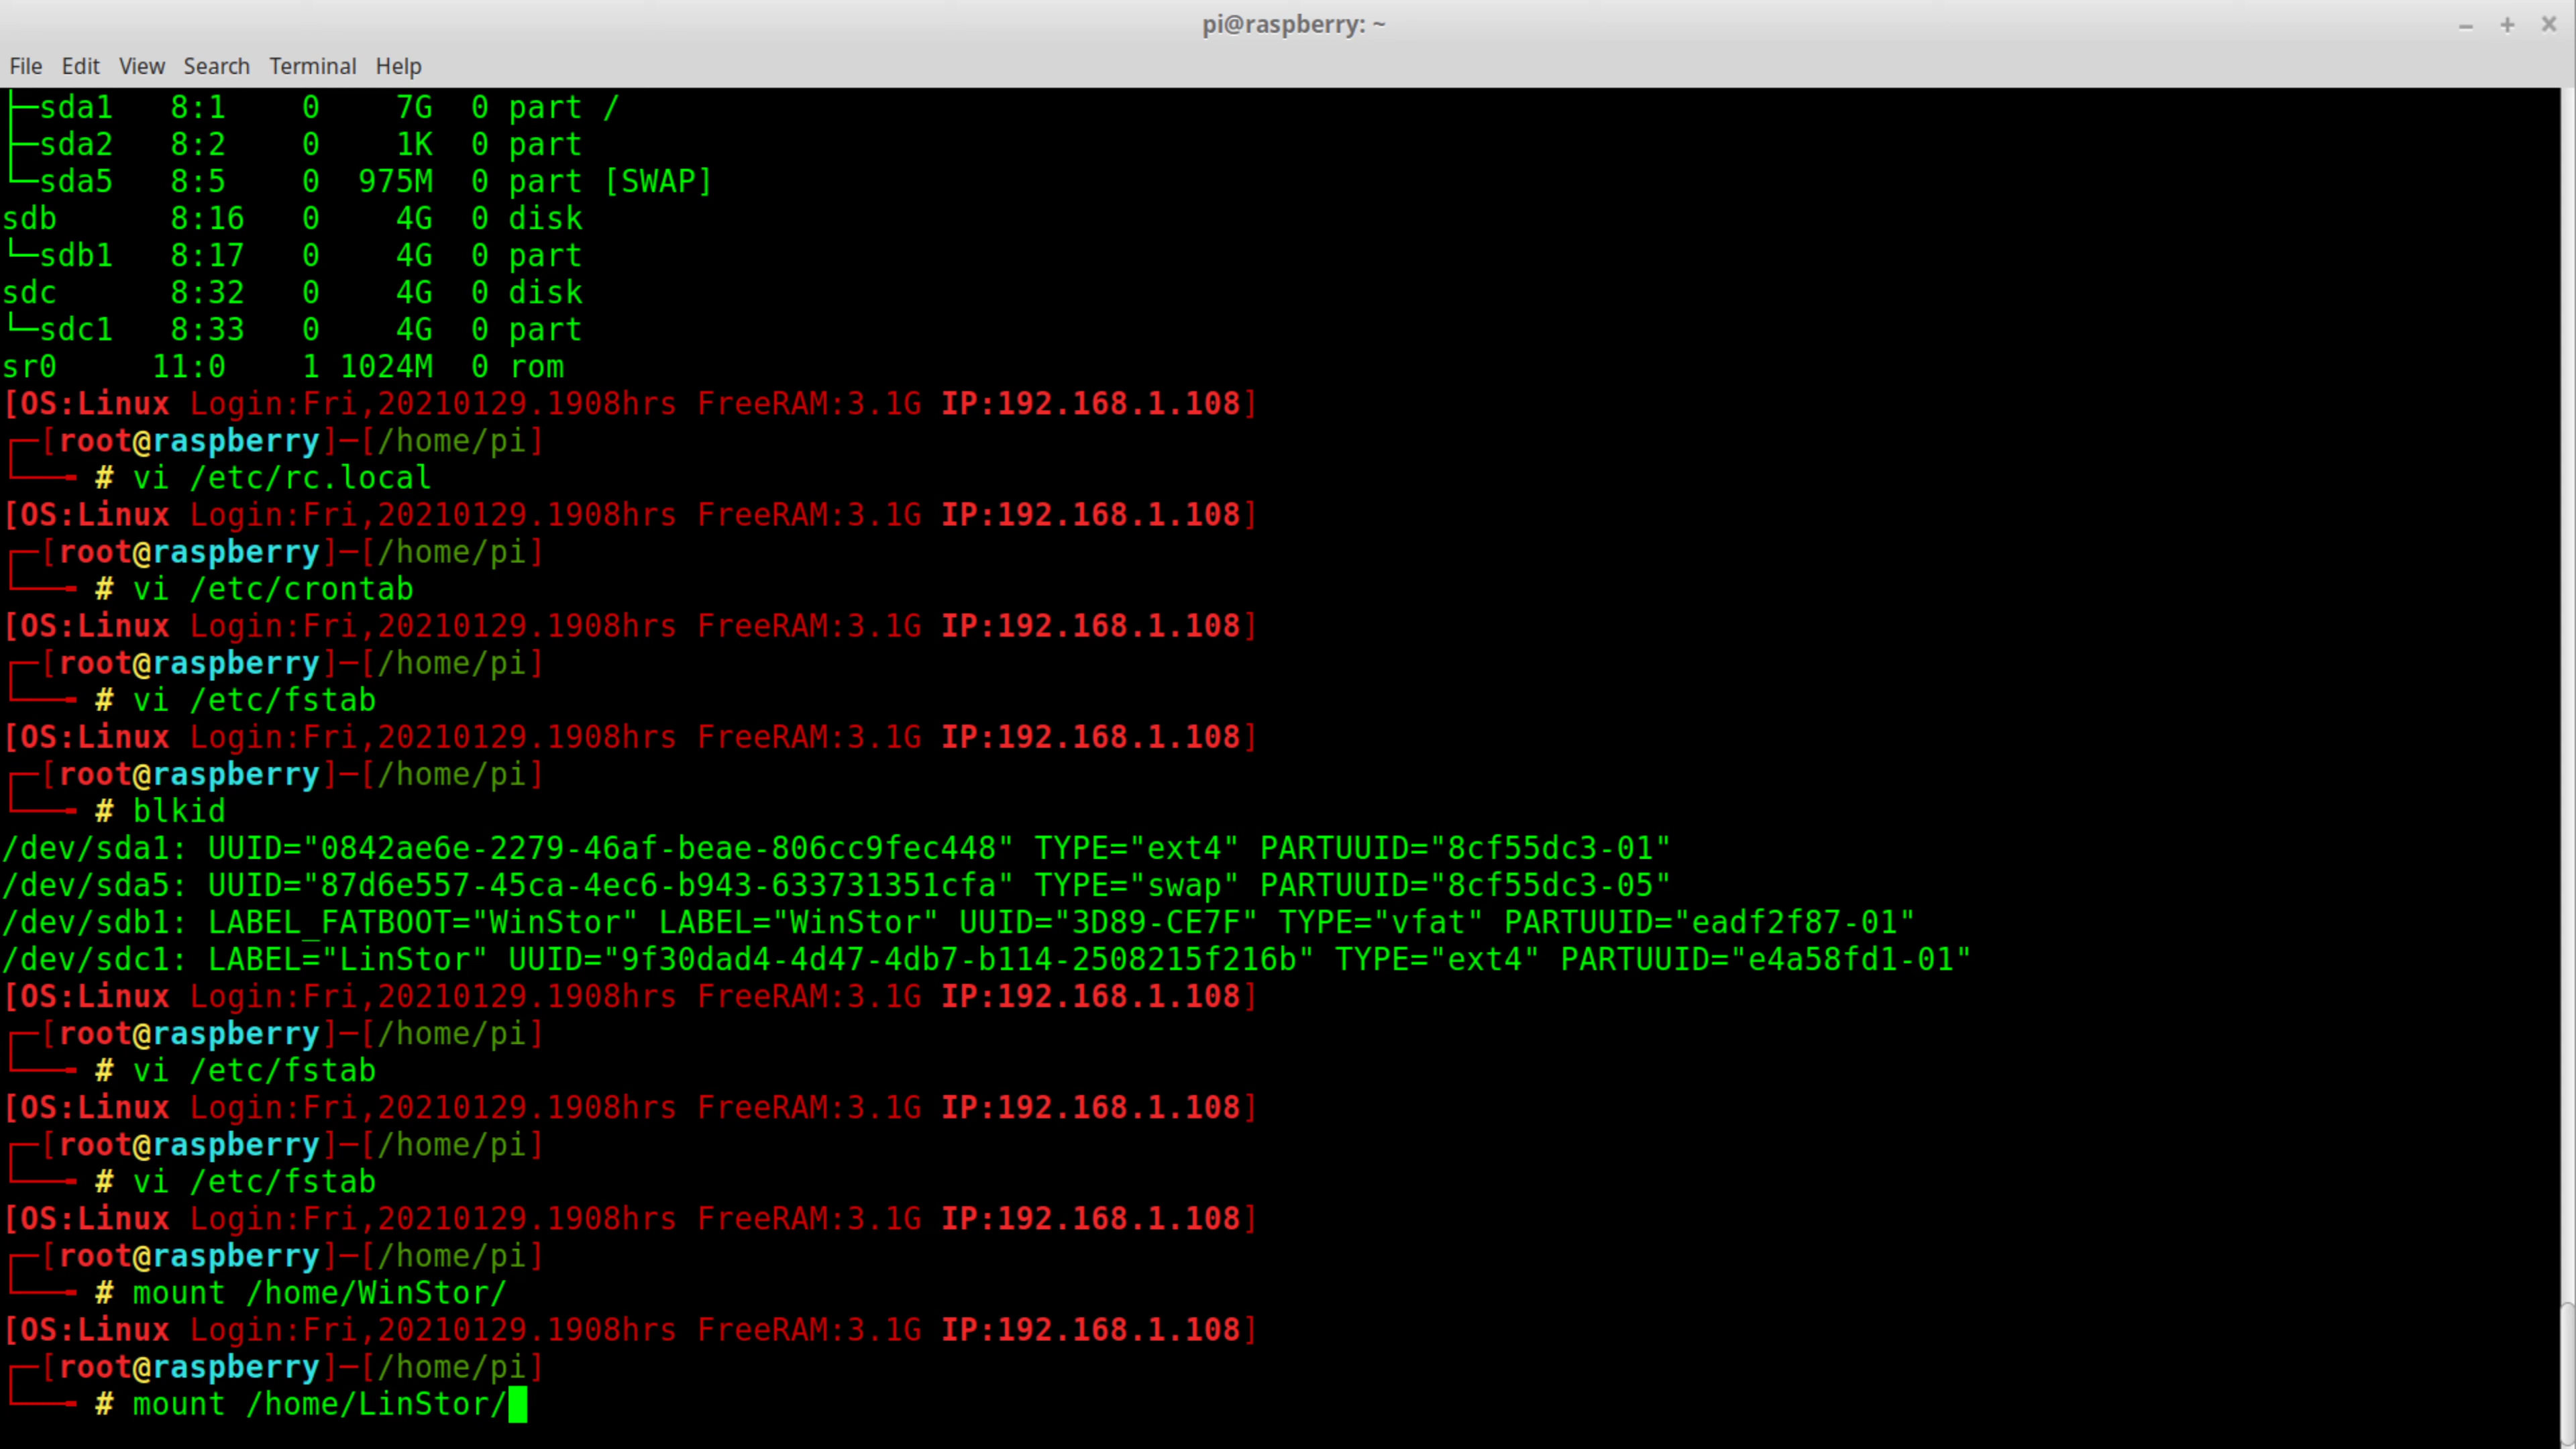 pi@raspberry: ~
File Edit View Search Terminal Help
├─sda1   8:1    0    7G  0 part /
├─sda2   8:2    0    1K  0 part
└─sda5   8:5    0  975M  0 part [SWAP]
sdb      8:16   0    4G  0 disk
└─sdb1   8:17   0    4G  0 part
sdc      8:32   0    4G  0 disk
└─sdc1   8:33   0    4G  0 part
sr0     11:0    1 1024M  0 rom
[OS:Linux Login:Fri,20210129.1908hrs FreeRAM:3.1G IP:192.168.1.108]
┌─[root@raspberry]─[/home/pi]
└──╼ # vi /etc/rc.local
[OS:Linux Login:Fri,20210129.1908hrs FreeRAM:3.1G IP:192.168.1.108]
┌─[root@raspberry]─[/home/pi]
└──╼ # vi /etc/crontab
[OS:Linux Login:Fri,20210129.1908hrs FreeRAM:3.1G IP:192.168.1.108]
┌─[root@raspberry]─[/home/pi]
└──╼ # vi /etc/fstab
[OS:Linux Login:Fri,20210129.1908hrs FreeRAM:3.1G IP:192.168.1.108]
┌─[root@raspberry]─[/home/pi]
└──╼ # blkid
/dev/sda1: UUID="0842ae6e-2279-46af-beae-806cc9fec448" TYPE="ext4" PARTUUID="8cf55dc3-01"
/dev/sda5: UUID="87d6e557-45ca-4ec6-b943-633731351cfa" TYPE="swap" PARTUUID="8cf55dc3-05"
/dev/sdb1: LABEL_FATBOOT="WinStor" LABEL="WinStor" UUID="3D89-CE7F" TYPE="vfat" PARTUUID="eadf2f87-01"
/dev/sdc1: LABEL="LinStor" UUID="9f30dad4-4d47-4db7-b114-2508215f216b" TYPE="ext4" PARTUUID="e4a58fd1-01"
[OS:Linux Login:Fri,20210129.1908hrs FreeRAM:3.1G IP:192.168.1.108]
┌─[root@raspberry]─[/home/pi]
└──╼ # vi /etc/fstab
[OS:Linux Login:Fri,20210129.1908hrs FreeRAM:3.1G IP:192.168.1.108]
┌─[root@raspberry]─[/home/pi]
└──╼ # vi /etc/fstab
[OS:Linux Login:Fri,20210129.1908hrs FreeRAM:3.1G IP:192.168.1.108]
┌─[root@raspberry]─[/home/pi]
└──╼ # mount /home/WinStor/
[OS:Linux Login:Fri,20210129.1908hrs FreeRAM:3.1G IP:192.168.1.108]
┌─[root@raspberry]─[/home/pi]
└──╼ # mount /home/LinStor/